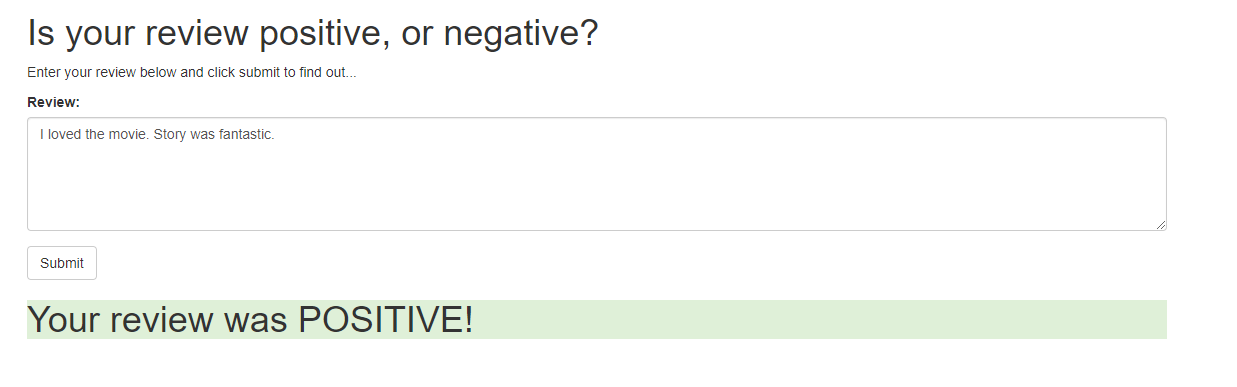 Is your review positive, or negative?
Enter your review below and click submit to find out...
Review:
I loved the movie. Story was fantastic.
Submit
Your review was POSITIVE!